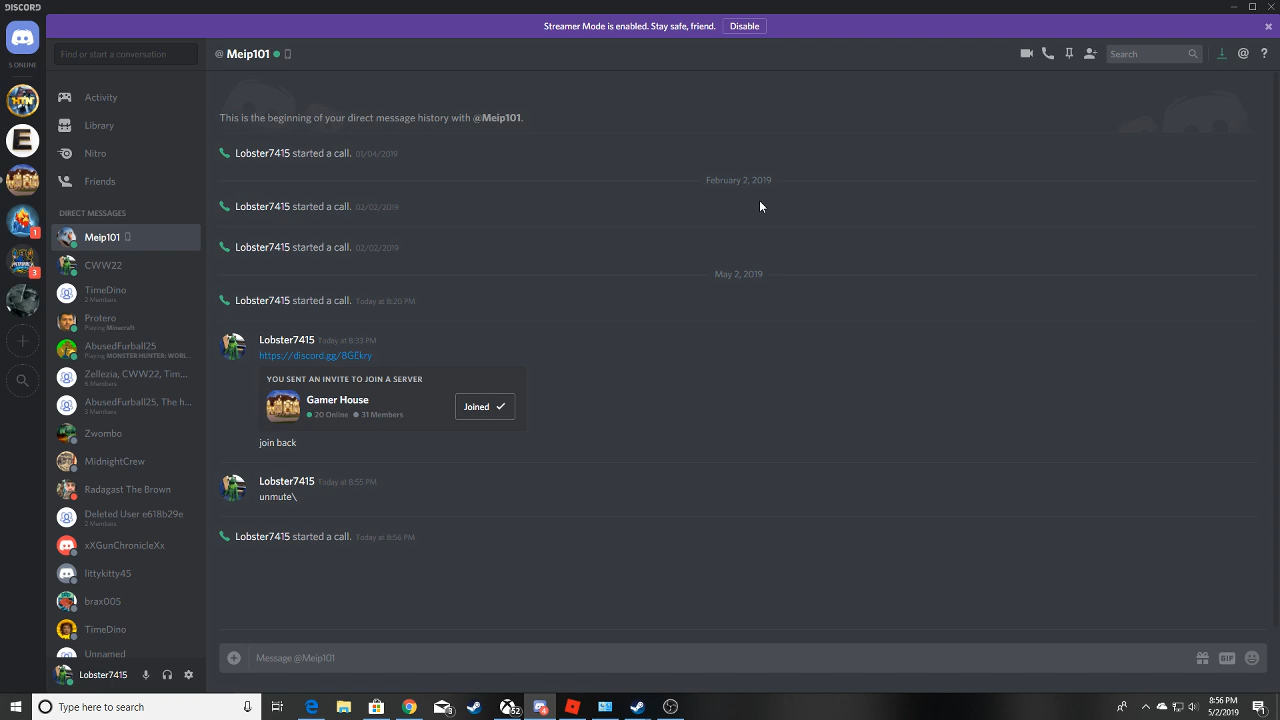 DISCORD
Streamer Mode is enabled. Stay safe, friend. Disable
Find or start a conversation
@ Meip101
Search
5 ONLINE
Activity
Library
Nitro
Friends
DIRECT MESSAGES
Meip101
CWW22
TimeDino
2 Members
Protero
Playing Minecraft
AbusedFurball25
Playing MONSTER HUNTER: WORL...
Zellezia, CWW22, Tim...
6 Members
AbusedFurball25, The h...
3 Members
Zwombo
MidnightCrew
Radagast The Brown
Deleted User e618b29e
2 Members
xXGunChronicleXx
littykitty45
brax005
TimeDino
Unnamed
Lobster7415
1
3
This is the beginning of your direct message history with @Meip101.
Lobster7415 started a call. 01/04/2019
February 2, 2019
Lobster7415 started a call. 02/02/2019
Lobster7415 started a call. 02/02/2019
May 2, 2019
Lobster7415 started a call. Today at 8:20 PM
Lobster7415 Today at 8:33 PM
https://discord.gg/8GEkry
YOU SENT AN INVITE TO JOIN A SERVER
Gamer House
20 Online 31 Members
Joined
join back
Lobster7415 Today at 8:55 PM
unmute\
Lobster7415 started a call. Today at 8:56 PM
Message @Meip101
GIF
Type here to search
8:56 PM
5/2/2019